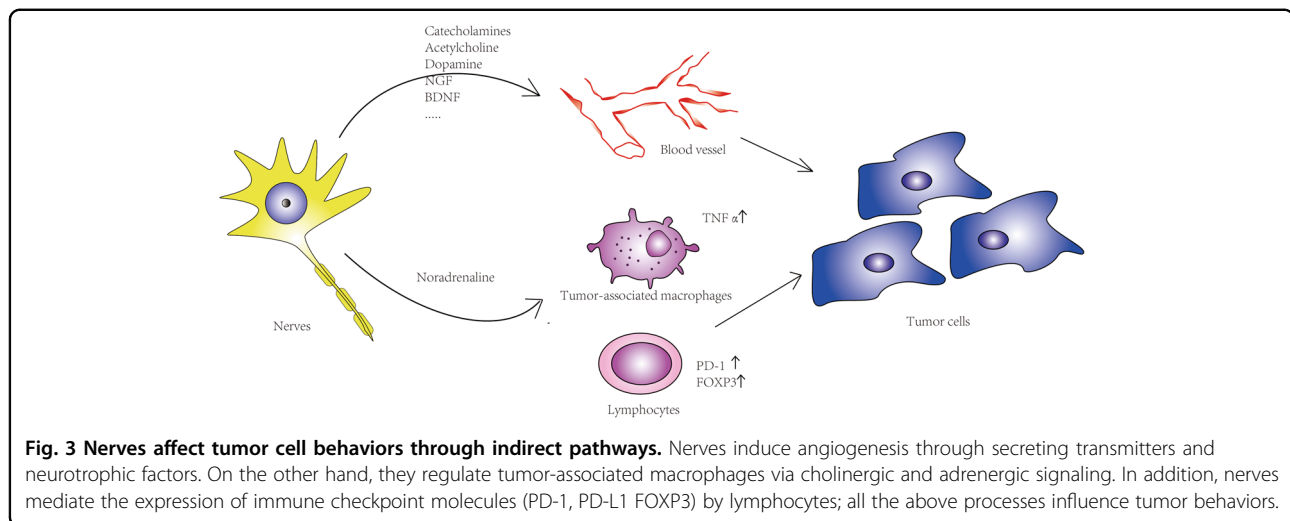 Catecholamines
Acetylcholine
Dopamine
NGF
BDNF
.....
Blood vessel
TNF α↑
Noradrenaline
Tumor-associated macrophages
Nerves
Tumor cells
PD-1 ↑
FOXP3↑
Lymphocytes
Fig. 3 Nerves affect tumor cell behaviors through indirect pathways. Nerves induce angiogenesis through secreting transmitters and
neurotrophic factors. On the other hand, they regulate tumor-associated macrophages via cholinergic and adrenergic signaling. In addition, nerves
mediate the expression of immune checkpoint molecules (PD-1, PD-L1 FOXP3) by lymphocytes; all the above processes influence tumor behaviors.